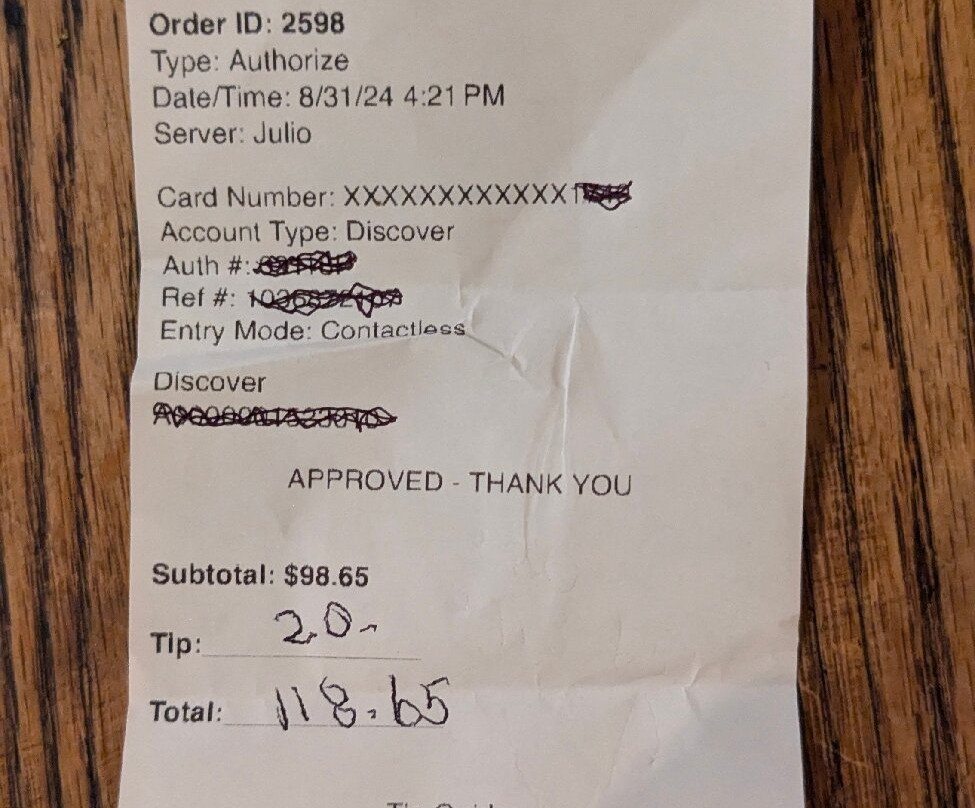 Order ID: 2598
Type: Authorize
Date/Time: 8/31/24 4:21 PM
Server: Julio
Card Number: XXXXXXXXXXXX1
Account Type: Discover
Auth #:
Ref #:
Entry Mode: Contactless
Discover
APPROVED - THANK YOU
Subtotal: $98.65
Tip: 20.-
Total: 118.65